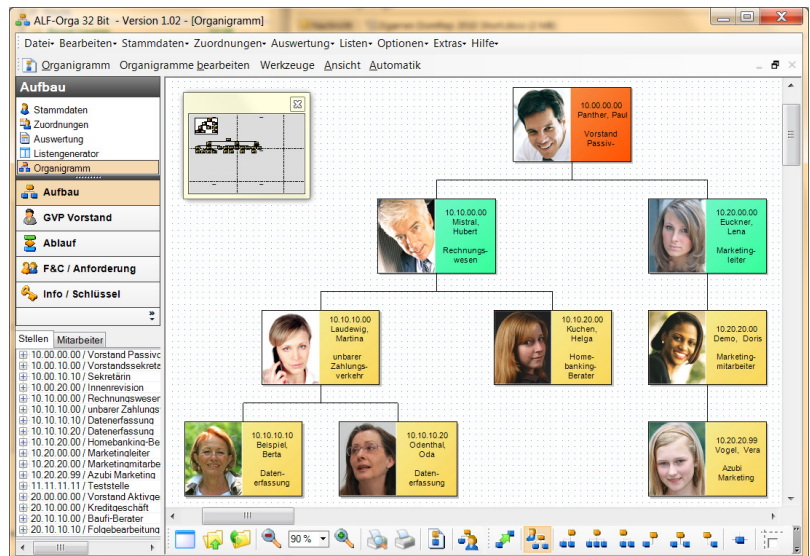 ALF-Orga 32 Bit - Version 1.02 - [Organigramm]
Datei Bearbeiten Stammdaten Zuordnungen Auswertung Listen Optionen Extras Hilfe
Organigramm Organigramme bearbeiten Werkzeuge Ansicht Automatik
Aufbau
Stammdaten
Zuordnungen
Auswertung
Listengenerator
Organigramm
Aufbau
GVP Vorstand
Ablauf
F&C / Anforderung
Info / Schlüssel
Stellen Mitarbeiter
10.00.00.00 / Vorstand Passivc
10.00.10.00 / Vorstandssekreta
10.00.10.10 / Sekretärin
10.00.20.00 / Innenrevision
10.10.00.00 / Rechnungsweser
10.10.10.00 / unbarer Zahlungs
10.10.10.10 / Datenerfassung
10.10.10.20 / Datenerfassung
10.10.20.00 / Homebanking-Be
10.20.00.00 / Marketingleiter
10.20.20.00 / Marketingmitarbe
10.20.20.99 / Azubi Marketing
11.11.11.11 / Teststelle
20.00.00.00 / Vorstand Aktivge
20.10.00.00 / Kreditgeschäft
20.10.10.00 / Baufi-Berater
20.10.10.10 / Folgebearbeitung
10.00.00.00
Panther, Paul
Vorstand
Passiv-
10.10.00.00
Mistral,
Hubert
Rechnungs-
wesen
10.20.00.00
Euckner,
Lena
Marketing-
leiter
10.10.10.00
Laudewig,
Martina
unbarer
Zahlungs-
verkehr
10.10.20.00
Kuchen,
Helga
Home-
banking-
Berater
10.20.20.00
Demo, Doris
Marketing-
mitarbeiter
10.10.10.10
Beispiel,
Berta
Daten-
erfassung
10.10.10.20
Odenthal,
Oda
Daten-
erfassung
10.20.20.99
Vogel, Vera
Azubi
Marketing
90 %